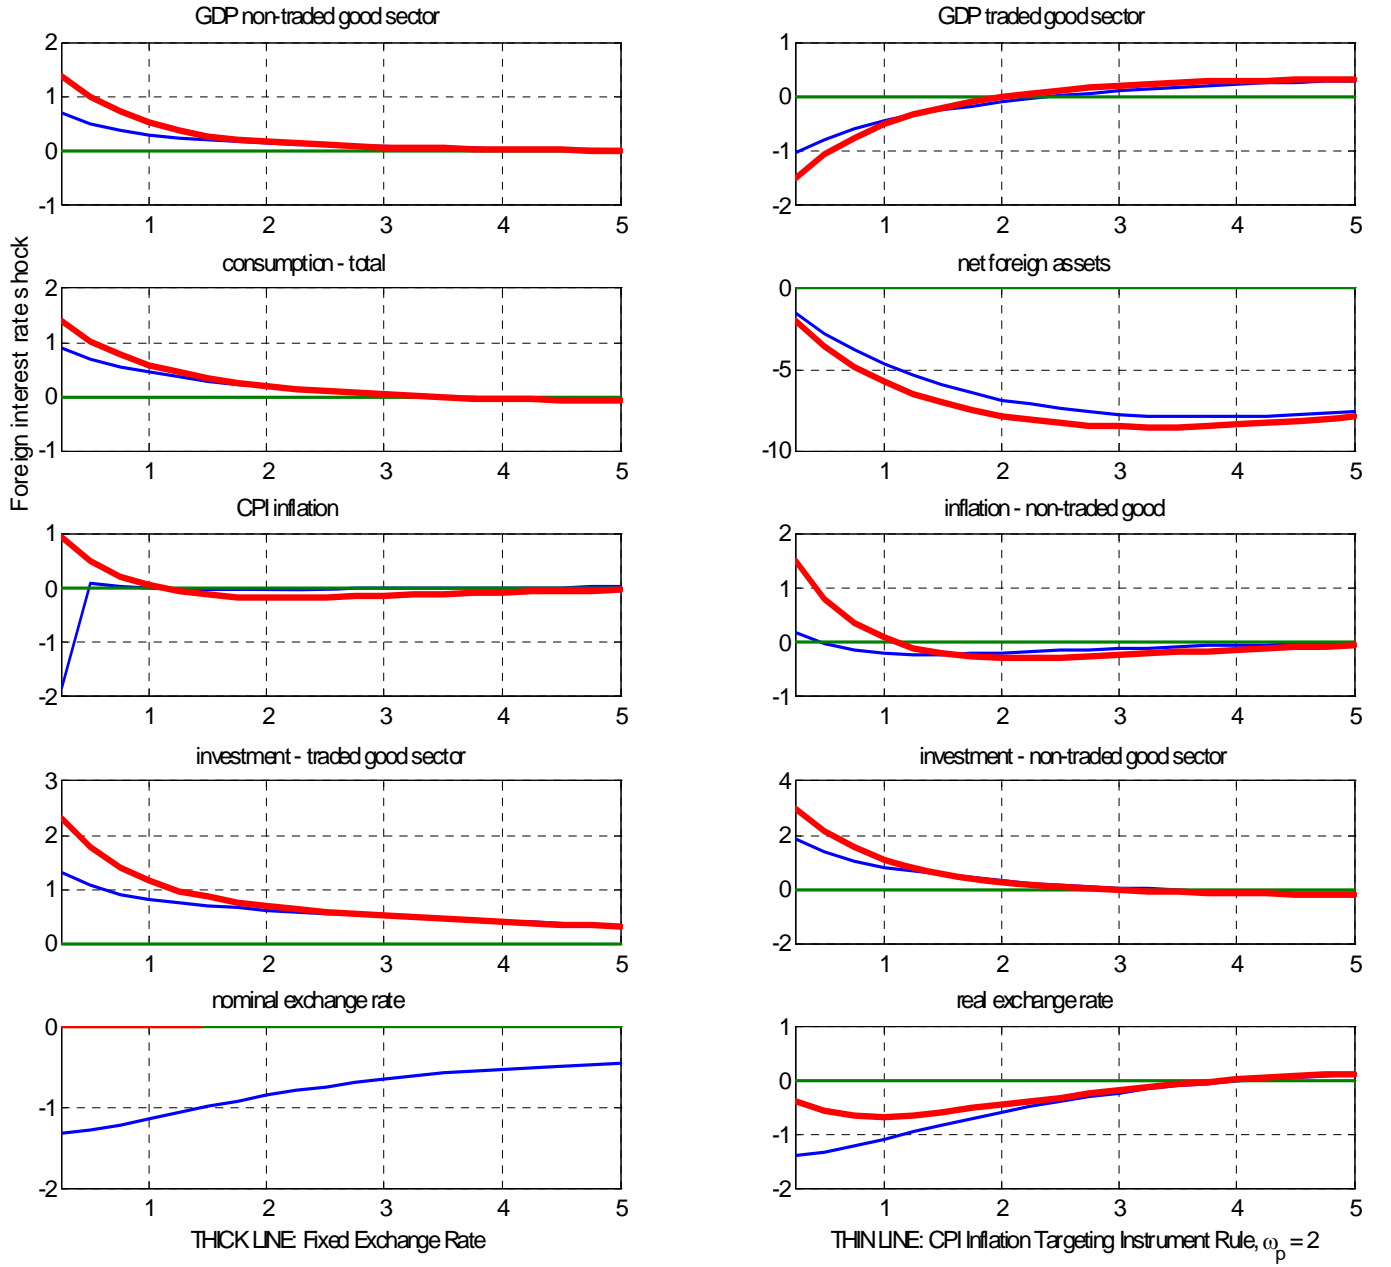 GDP non-traded good sector
GDP traded good sector
2
1
0
-1
1 2 3 4 5
1
0
-1
-2
1 2 3 4 5
Foreign interest rate shock
consumption - total
net foreign assets
2
1
0
-1
1 2 3 4 5
0
-5
-10
1 2 3 4 5
CPI inflation
inflation - non-traded good
1
0
-1
-2
1 2 3 4 5
2
1
0
-1
1 2 3 4 5
investment - traded good sector
investment - non-traded good sector
3
2
1
0
1 2 3 4 5
4
2
0
-2
1 2 3 4 5
nominal exchange rate
real exchange rate
0
-1
-2
1 2 3 4 5
1
0
-1
-2
1 2 3 4 5
THICK LINE: Fixed Exchange Rate
THIN LINE: CPI Inflation Targeting Instrument Rule, ωp = 2